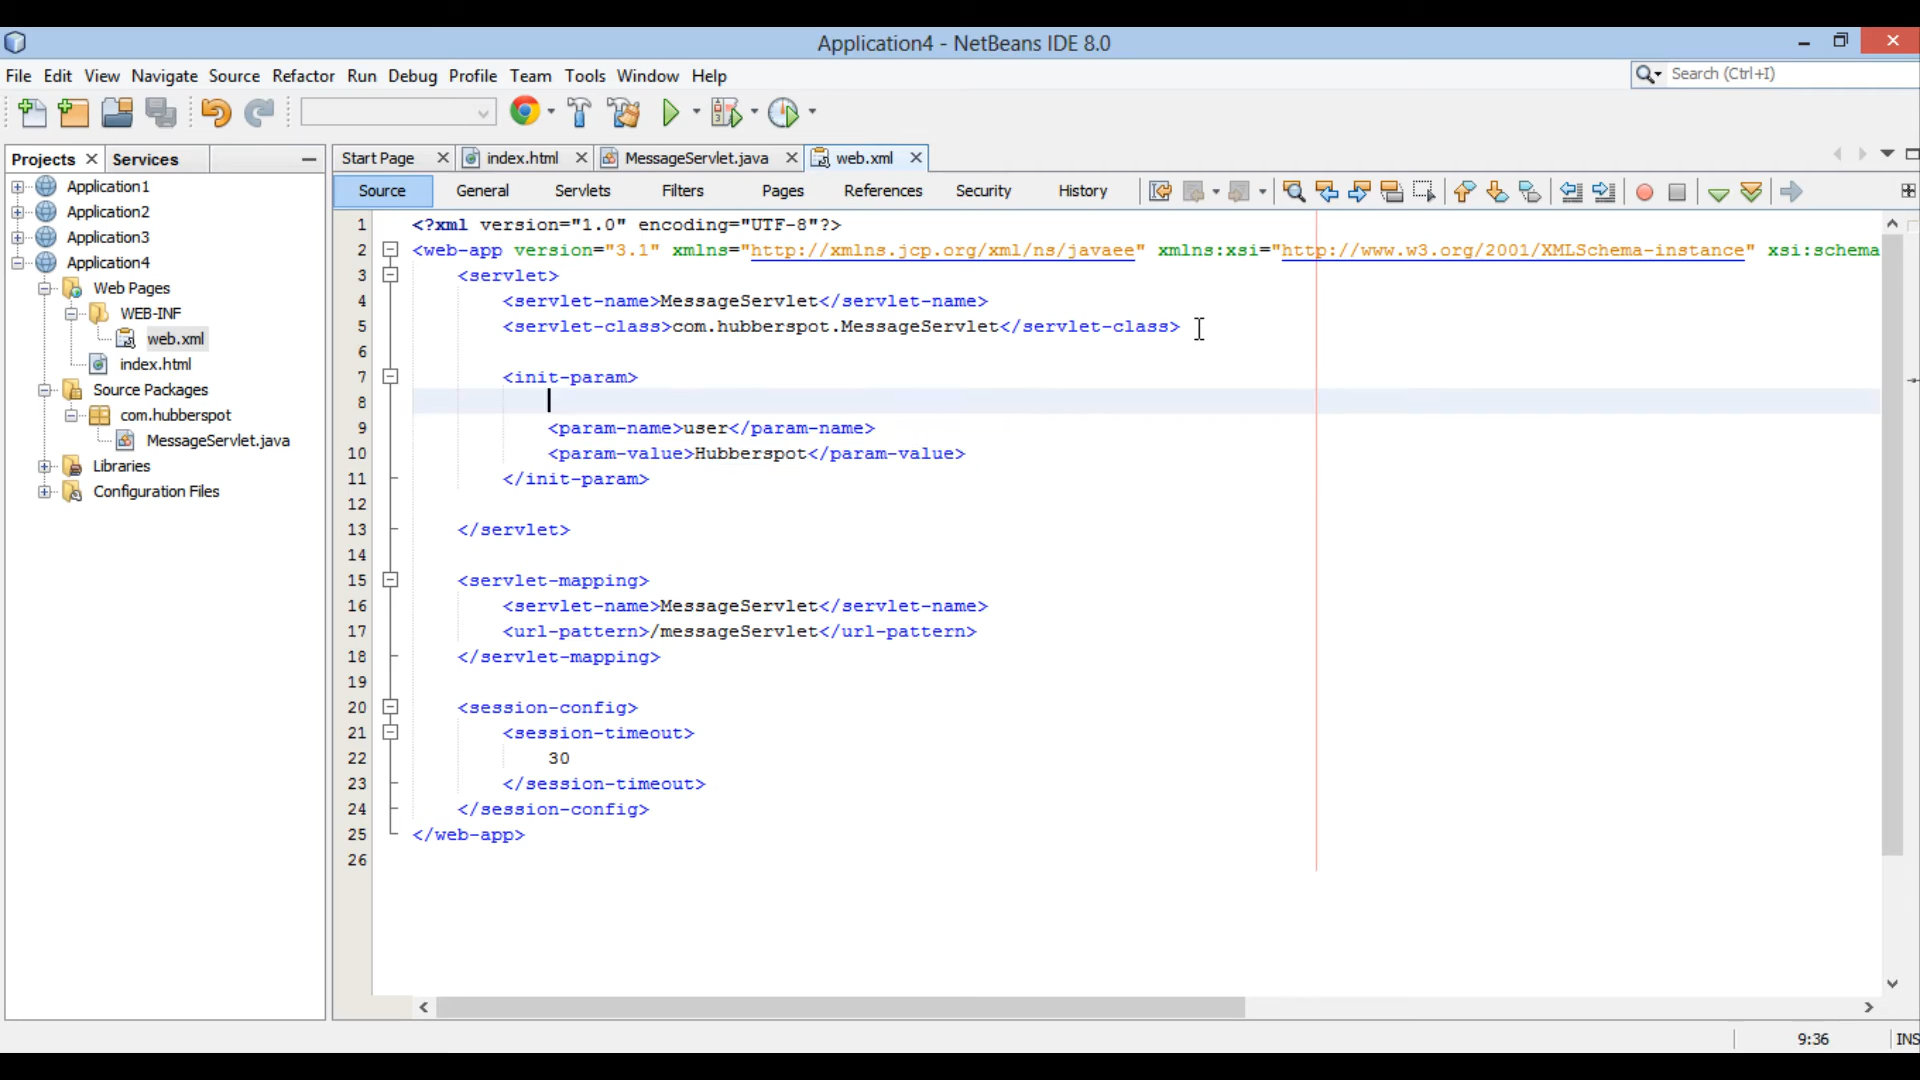 Application4 - NetBeans IDE 8.0
File Edit View Navigate Source Refactor Run Debug Profile Team Tools Window Help
Search (Ctrl+I)
Projects Services
Start Page index.html MessageServlet.java web.xml
Source General Servlets Filters Pages References Security History
Application1
Application2
Application3
Application4
Web Pages
WEB-INF
web.xml
index.html
Source Packages
com.hubberspot
MessageServlet.java
Libraries
Configuration Files
1 <?xml version="1.0" encoding="UTF-8"?>
2 <web-app version="3.1" xmlns="http://xmlns.jcp.org/xml/ns/javaee" xmlns:xsi="http://www.w3.org/2001/XMLSchema-instance" xsi:schema
3 <servlet>
4 <servlet-name>MessageServlet</servlet-name>
5 <servlet-class>com.hubberspot.MessageServlet</servlet-class>
6
7 <init-param>
8
9 <param-name>user</param-name>
10 <param-value>Hubberspot</param-value>
11 </init-param>
12
13 </servlet>
14
15 <servlet-mapping>
16 <servlet-name>MessageServlet</servlet-name>
17 <url-pattern>/messageServlet</url-pattern>
18 </servlet-mapping>
19
20 <session-config>
21 <session-timeout>
22 30
23 </session-timeout>
24 </session-config>
25 </web-app>
26
9:36 INS